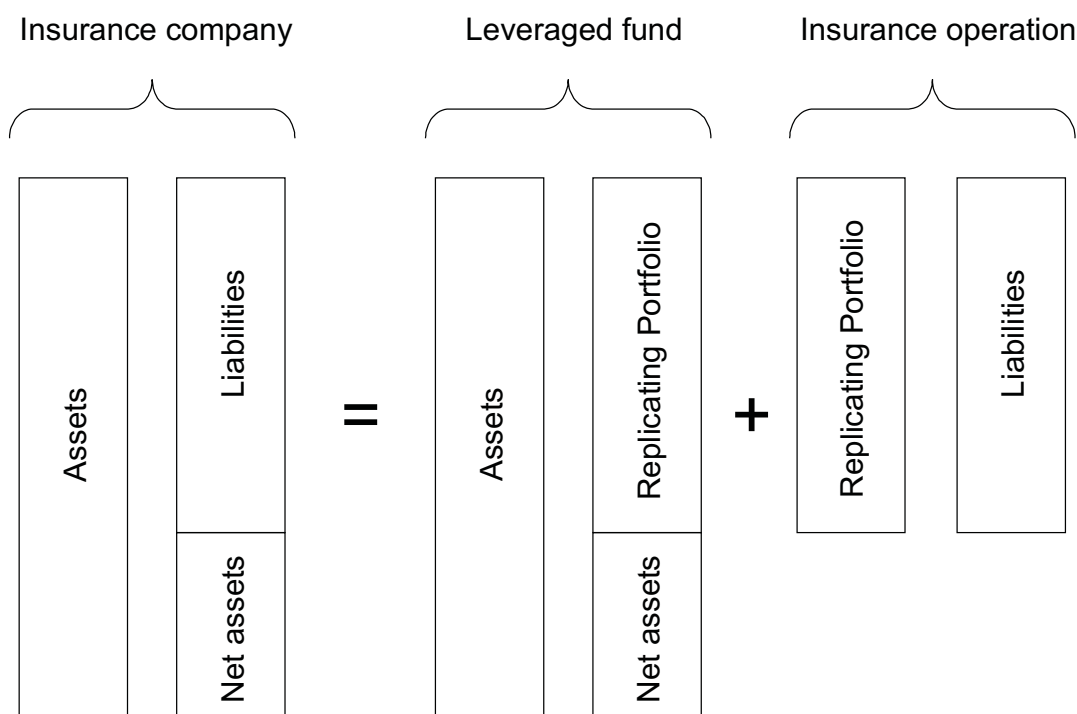 Insurance company
Leveraged fund
Insurance operation
Assets
Liabilities
Net assets
=
Assets
Replicating Portfolio
Net assets
+
Replicating Portfolio
Liabilities